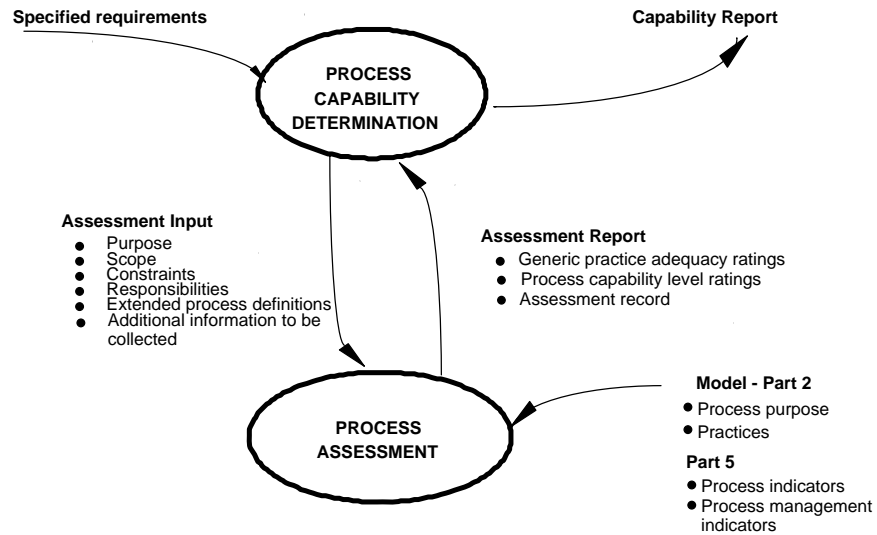 Specified requirements
Capability Report
PROCESS
CAPABILITY
DETERMINATION
Assessment Input
● Purpose
● Scope
● Constraints
● Responsibilities
● Extended process definitions
● Additional information to be
collected
Assessment Report
● Generic practice adequacy ratings
● Process capability level ratings
● Assessment record
PROCESS
ASSESSMENT
Model - Part 2
● Process purpose
● Practices
Part 5
● Process indicators
● Process management
indicators